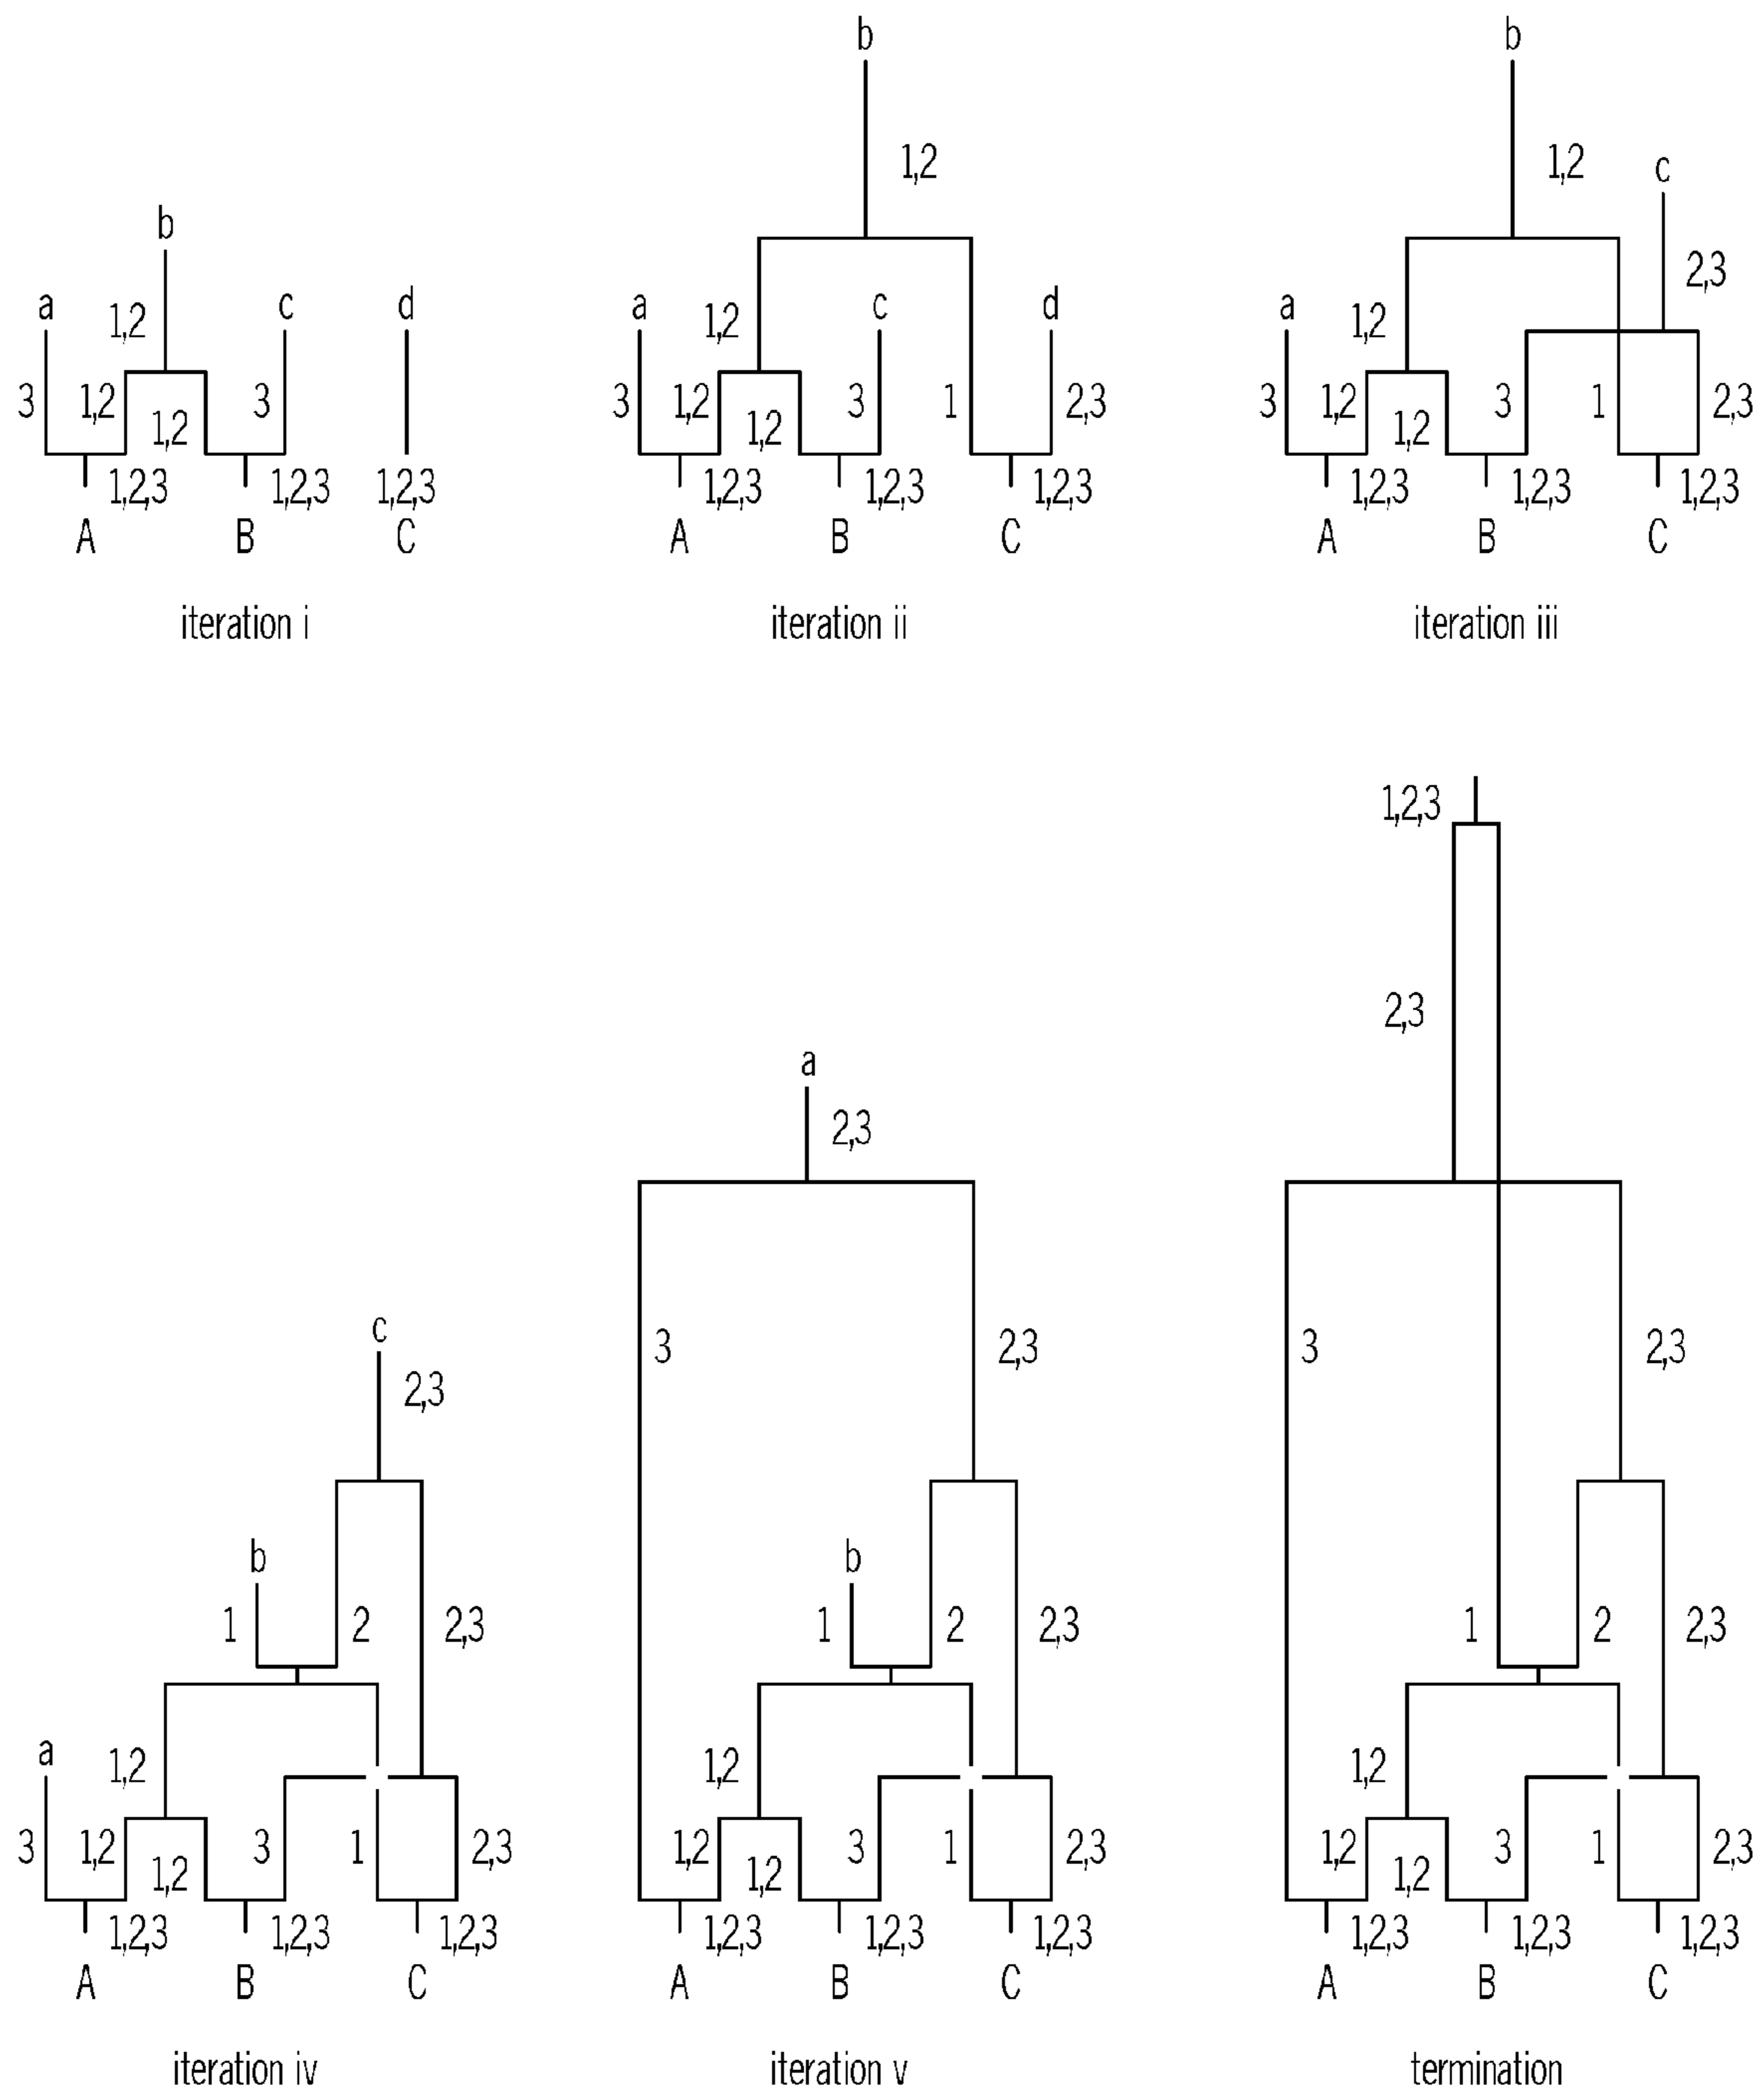 b
b
1,2
1,2
c
b
2,3
a
1,2
c
d
a
1,2
c
d
a
1,2
3
1,2
1,2
3
3
1,2
1,2
3
1
2,3
3
1,2
1,2
3
1
2,3
1,2,3
1,2,3
1,2,3
1,2,3
1,2,3
1,2,3
1,2,3
1,2,3
1,2,3
A
B
C
A
B
C
A
B
C
iteration i
iteration ii
iteration iii
1,2,3
2,3
a
2,3
c
3
2,3
3
2,3
2,3
b
b
1
2
2,3
1
2
2,3
1
2
2,3
a
1,2
1,2
1,2
3
1,2
1,2
3
1
2,3
1,2
1,2
3
1
2,3
1,2
1,2
3
1
2,3
1,2,3
1,2,3
1,2,3
1,2,3
1,2,3
1,2,3
1,2,3
1,2,3
1,2,3
A
B
C
A
B
C
A
B
C
iteration iv
iteration v
termination